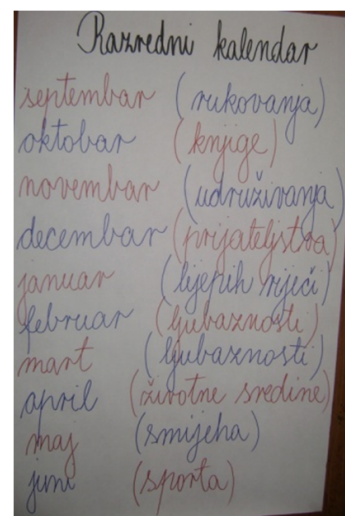 Razredni kalendar
septembar (rukovanja)
oktobar (knjige)
novembar (udruživanja
decembar (prijateljstva)
januar (lijepih riječi)
februar (ljubaznosti)
mart (ljubaznosti)
april (životne sredine)
maj (smijeha)
juni (sporta)